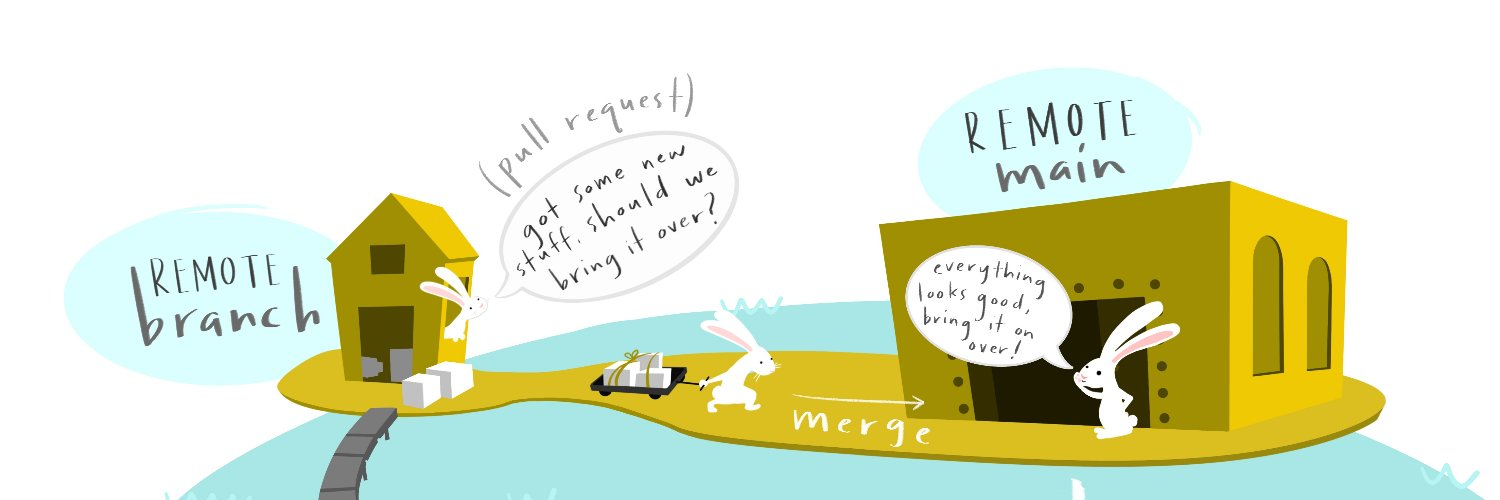 REMOTE
branch
(pull request)
got some new
stuff. should we
bring it over?
merge
REMOTE
main
everything
looks good,
bring it on
over!